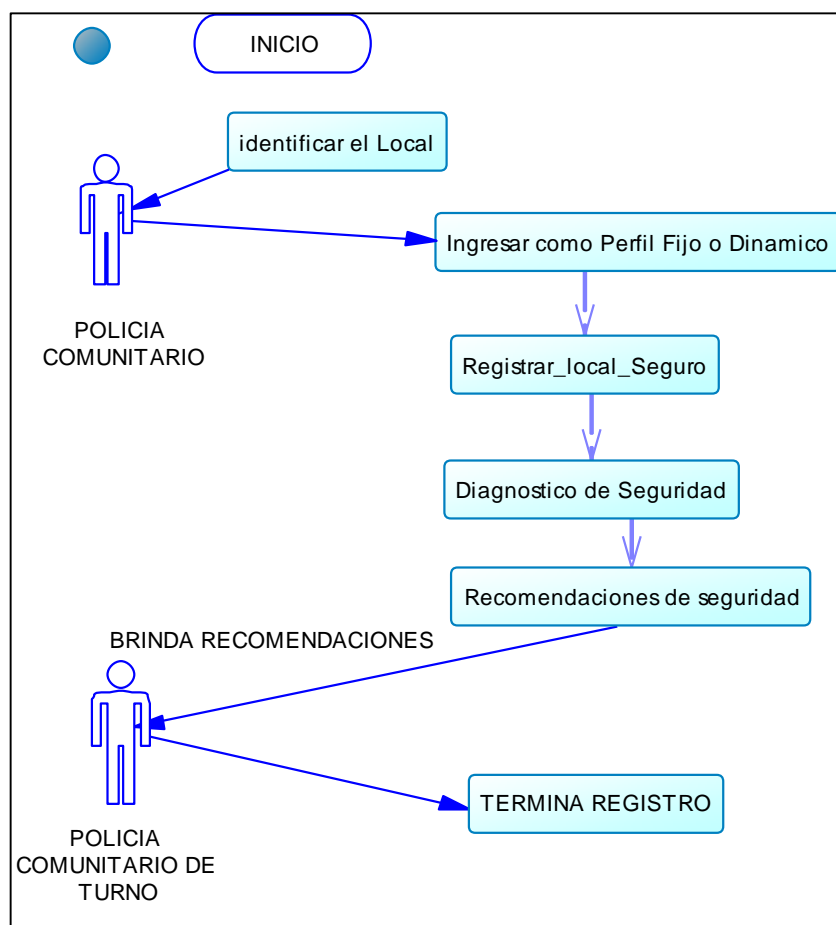 INICIO
identificar el Local
Ingresar como Perfil Fijo o Dinamico
POLICIA
COMUNITARIO
Registrar_local_Seguro
Diagnostico de Seguridad
Recomendaciones de seguridad
BRINDA RECOMENDACIONES
TERMINA REGISTRO
POLICIA
COMUNITARIO DE
TURNO